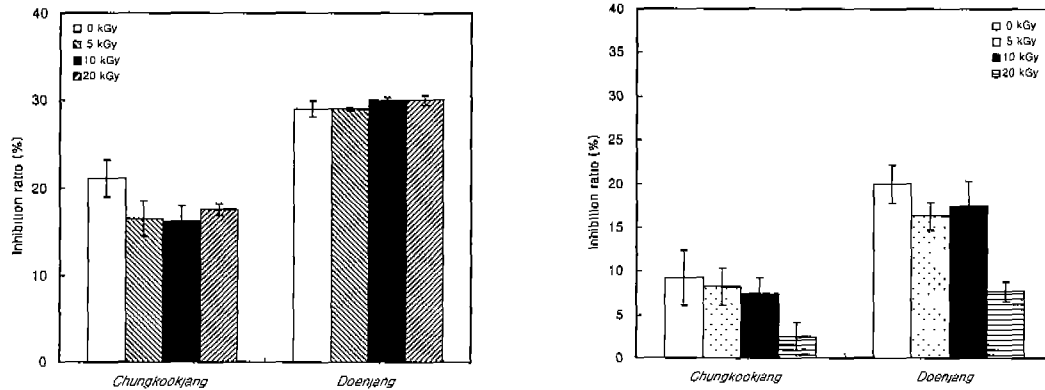 40
30
20
10
0
Inhibition ratio (%)
0 kGy
5 kGy
10 kGy
20 kGy
Chungkookjang
Doenjang
40
35
30
25
20
15
10
5
0
Inhibition ratio (%)
0 kGy
5 kGy
10 kGy
20 kGy
Chungkookjang
Doenjang